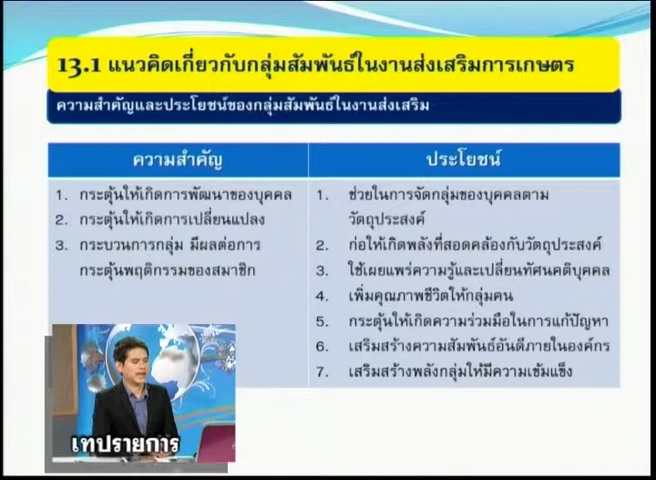 13.1 แนวคิดเกี่ยวกับกลุ่มสัมพันธ์ในงานส่งเสริมการเกษตร
ความสำคัญและประโยชน์ของกลุ่มสัมพันธ์ในงานส่งเสริม
ความสำคัญ
1. กระตุ้นให้เกิดการพัฒนาของบุคคล
2. กระตุ้นให้เกิดการเปลี่ยนแปลง
3. กระบวนการกลุ่ม มีผลต่อการ
กระตุ้นพฤติกรรมของสมาชิก
ประโยชน์
1. ช่วยในการจัดกลุ่มของบุคคลตาม
วัตถุประสงค์
2. ก่อให้เกิดพลังที่สอดคล้องกับวัตถุประสงค์
3. ใช้เผยแพร่ความรู้และเปลี่ยนทัศนคติบุคคล
4. เพิ่มคุณภาพชีวิตให้กลุ่มคน
5. กระตุ้นให้เกิดความร่วมมือในการแก้ปัญหา
6. เสริมสร้างความสัมพันธ์อันดีภายในองค์กร
7. เสริมสร้างพลังกลุ่มให้มีความเข้มแข็ง
เทปรายการ